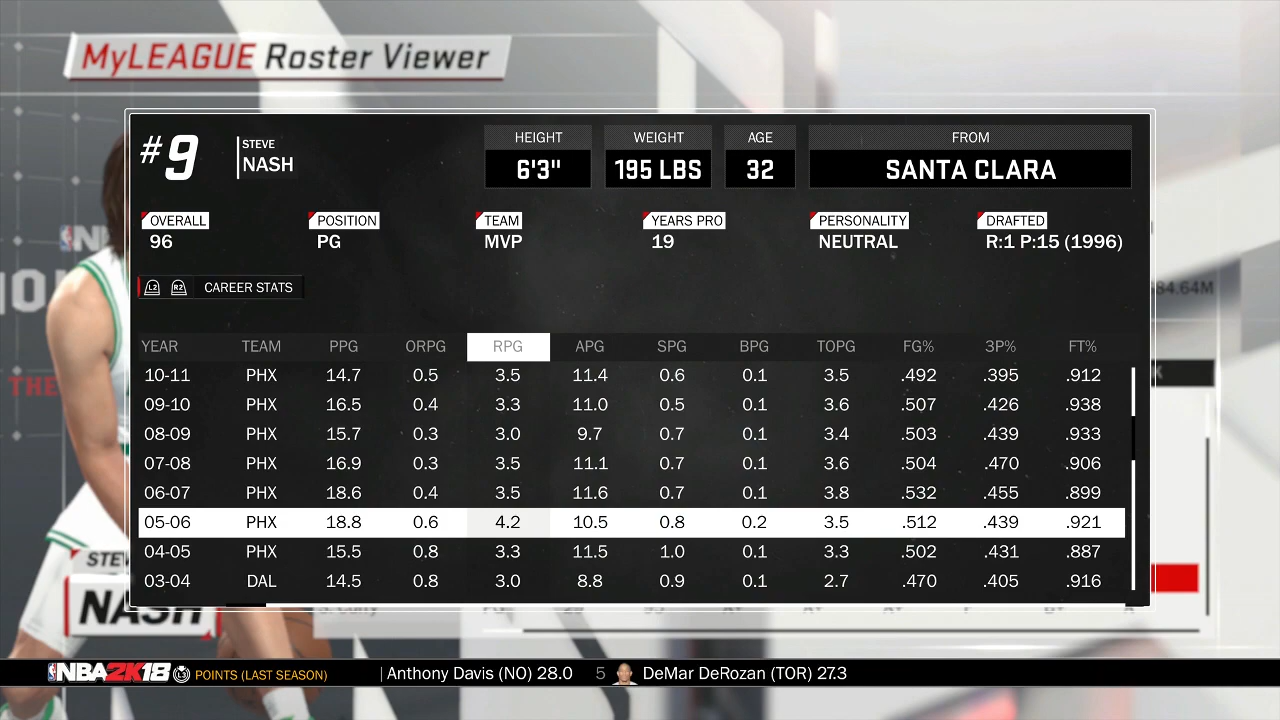 MyLEAGUE Roster Viewer
#9 STEVE NASH
HEIGHT WEIGHT AGE FROM
6'3" 195 LBS 32 SANTA CLARA
OVERALL POSITION TEAM YEARS PRO PERSONALITY DRAFTED
96 PG MVP 19 NEUTRAL R:1 P:15 (1996)
L2 R2 CAREER STATS
YEAR TEAM PPG ORPG RPG APG SPG BPG TOPG FG% 3P% FT%
10-11 PHX 14.7 0.5 3.5 11.4 0.6 0.1 3.5 .492 .395 .912
09-10 PHX 16.5 0.4 3.3 11.0 0.5 0.1 3.6 .507 .426 .938
08-09 PHX 15.7 0.3 3.0 9.7 0.7 0.1 3.4 .503 .439 .933
07-08 PHX 16.9 0.3 3.5 11.1 0.7 0.1 3.6 .504 .470 .906
06-07 PHX 18.6 0.4 3.5 11.6 0.7 0.1 3.8 .532 .455 .899
05-06 PHX 18.8 0.6 4.2 10.5 0.8 0.2 3.5 .512 .439 .921
04-05 PHX 15.5 0.8 3.3 11.5 1.0 0.1 3.3 .502 .431 .887
03-04 DAL 14.5 0.8 3.0 8.8 0.9 0.1 2.7 .470 .405 .916
84.64M
THE
STEV
NASH
NBA 2K18 POINTS (LAST SEASON) Anthony Davis (NO) 28.0 5 DeMar DeRozan (TOR) 27.3